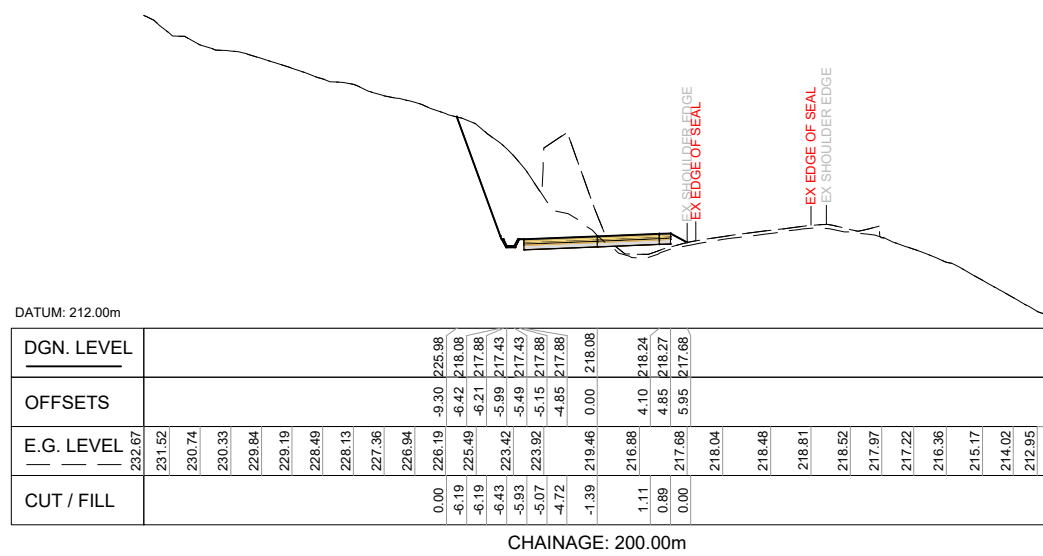 EX SHOULDER EDGE
EX EDGE OF SEAL
EX EDGE OF SEAL
EX SHOULDER EDGE
DATUM: 212.00m
DGN. LEVEL 225.98 218.08 217.88 217.43 217.43 217.88 217.88 218.08 218.24 218.27 217.68
OFFSETS -9.30 -6.42 -6.21 -5.99 -5.49 -5.15 -4.85 0.00 4.10 4.85 5.95
E.G. LEVEL 232.67 231.52 230.74 230.33 229.84 229.19 228.49 228.13 227.36 226.94 226.19 225.49 223.42 223.92 219.46 216.88 217.68 218.04 218.48 218.81 218.52 217.97 217.22 216.36 215.17 214.02 212.95
CUT / FILL 0.00 -6.19 -6.19 -6.43 -5.93 -5.07 -4.72 -1.39 1.11 0.89 0.00
CHAINAGE: 200.00m